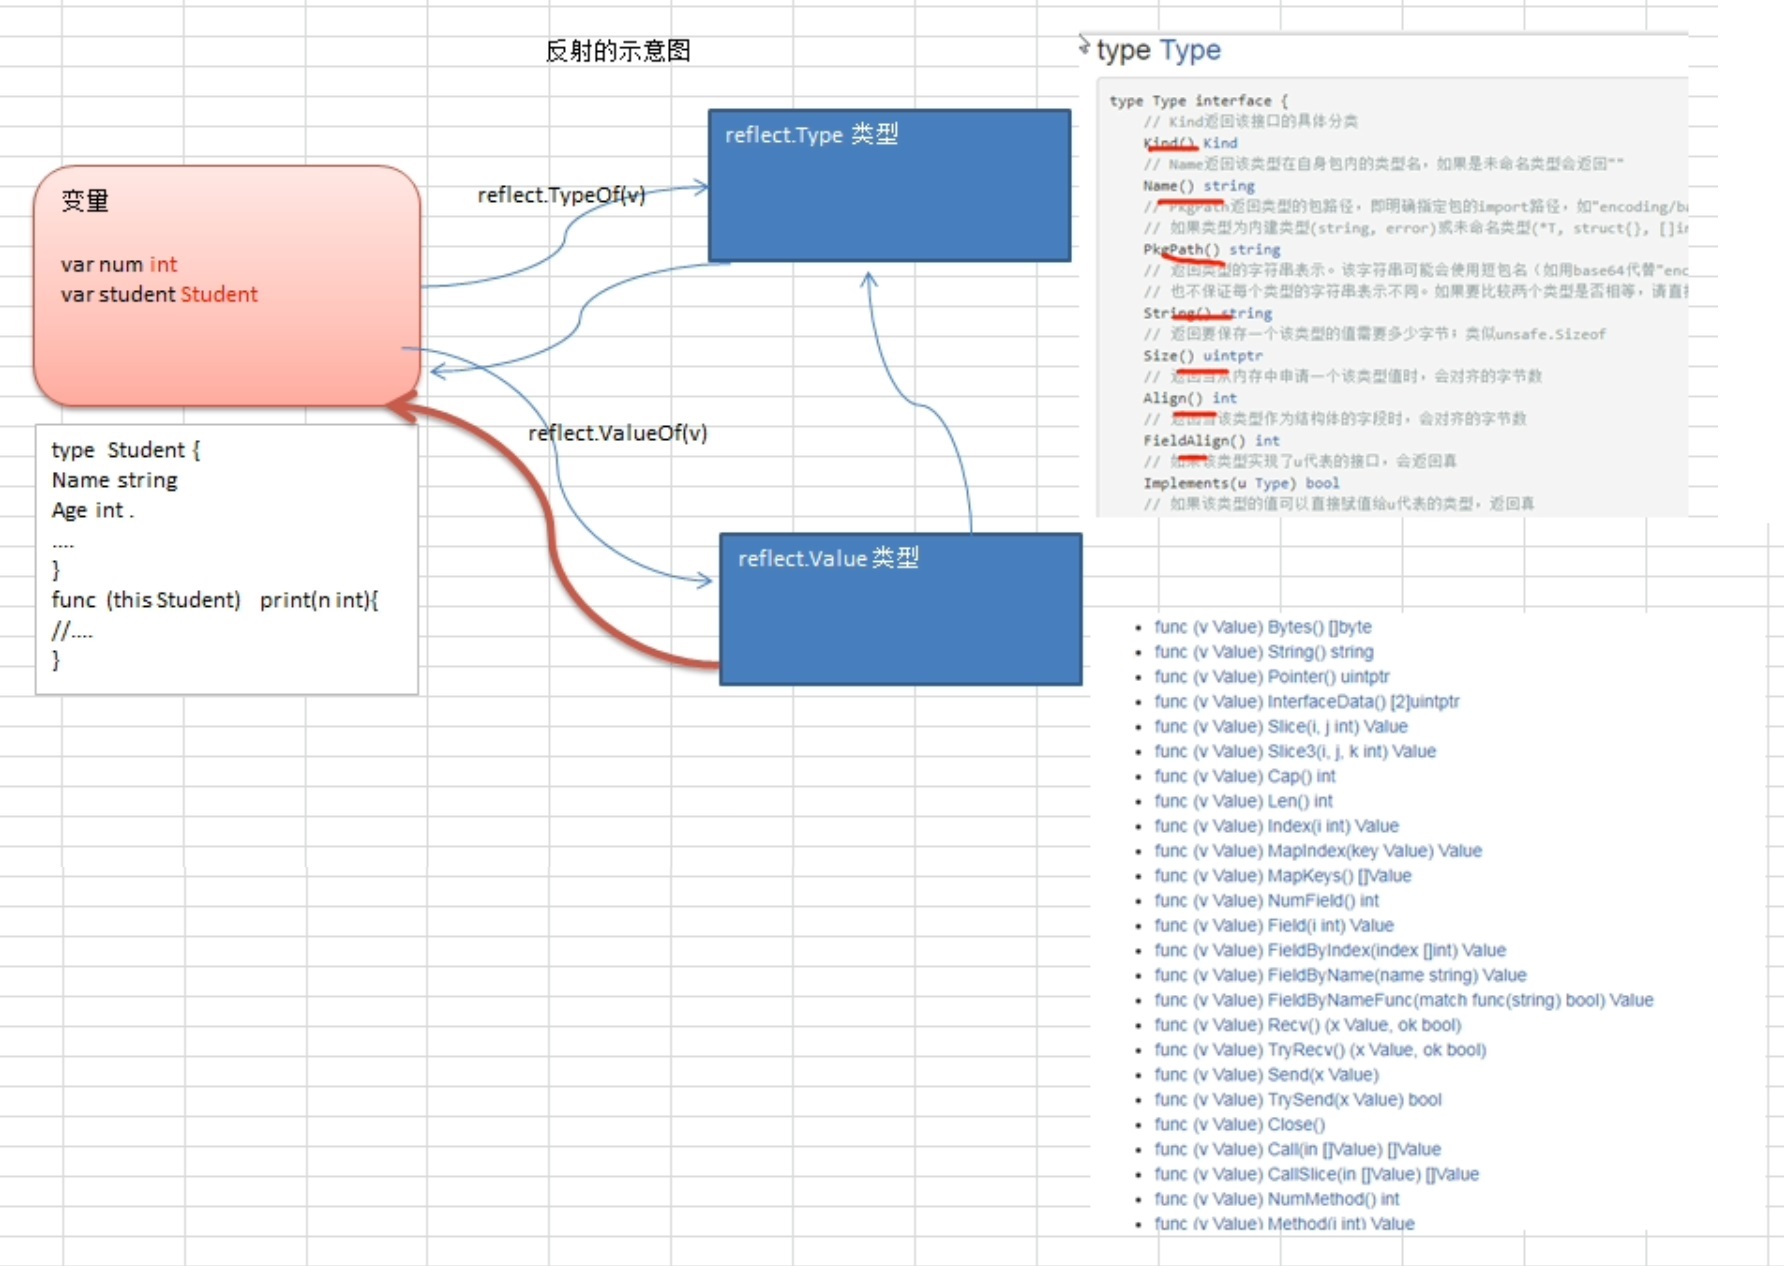 反射的示意图
变量
var num int
var student Student
type Student {
Name string
Age int .
....
}
func (this Student) print(n int){
//....
}
reflect.TypeOf(v)
reflect.ValueOf(v)
reflect.Type 类型
reflect.Value 类型
type Type
type Type interface {
// Kind返回该接口的具体分类
Kind() Kind
// Name返回该类型在自身包内的类型名，如果是未命名类型会返回""
Name() string
// PkgPath返回类型的包路径，即明确指定包的import路径，如"encoding/ba
// 如果类型为内建类型(string, error)或未命名类型(*T, struct{}, []in
PkgPath() string
// 返回类型的字符串表示。该字符串可能会使用短包名（如用base64代替"enc
// 也不保证每个类型的字符串表示不同。如果要比较两个类型是否相等，请直接
String() string
// 返回要保存一个该类型的值需要多少字节；类似unsafe.Sizeof
Size() uintptr
// 返回当从内存中申请一个该类型值时，会对齐的字节数
Align() int
// 返回当该类型作为结构体的字段时，会对齐的字节数
FieldAlign() int
// 如果该类型实现了u代表的接口，会返回真
Implements(u Type) bool
// 如果该类型的值可以直接赋值给u代表的类型，返回真
• func (v Value) Bytes() []byte
• func (v Value) String() string
• func (v Value) Pointer() uintptr
• func (v Value) InterfaceData() [2]uintptr
• func (v Value) Slice(i, j int) Value
• func (v Value) Slice3(i, j, k int) Value
• func (v Value) Cap() int
• func (v Value) Len() int
• func (v Value) Index(i int) Value
• func (v Value) MapIndex(key Value) Value
• func (v Value) MapKeys() []Value
• func (v Value) NumField() int
• func (v Value) Field(i int) Value
• func (v Value) FieldByIndex(index []int) Value
• func (v Value) FieldByName(name string) Value
• func (v Value) FieldByNameFunc(match func(string) bool) Value
• func (v Value) Recv() (x Value, ok bool)
• func (v Value) TryRecv() (x Value, ok bool)
• func (v Value) Send(x Value)
• func (v Value) TrySend(x Value) bool
• func (v Value) Close()
• func (v Value) Call(in []Value) []Value
• func (v Value) CallSlice(in []Value) []Value
• func (v Value) NumMethod() int
• func (v Value) Method(i int) Value